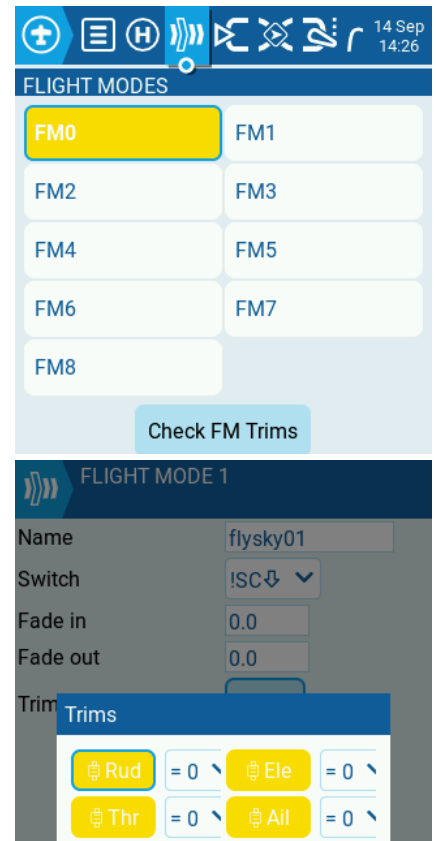 14 Sep
14:26
FLIGHT MODES
FM0 FM1
FM2 FM3
FM4 FM5
FM6 FM7
FM8
Check FM Trims
FLIGHT MODE 1
Name flysky01
Switch !SC⇩
Fade in 0.0
Fade out 0.0
Trim
Trims
Rud = 0 Ele = 0
Thr = 0 Ail = 0